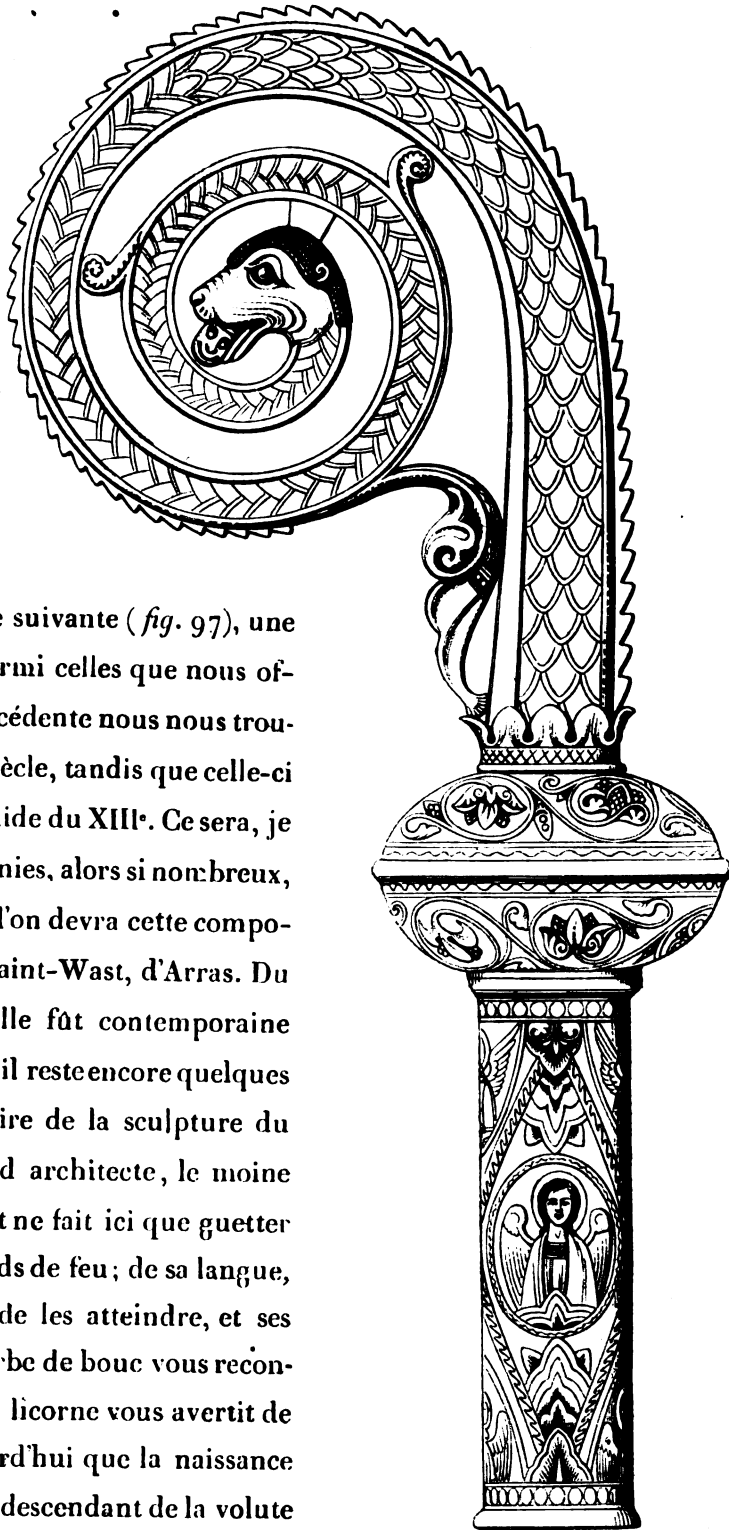 e suivante (fig. 97), une
rmi celles que nous of-
cédente nous nous trou-
ècle, tandis que celle-ci
ide du XIIIe. Ce sera, je
nies, alors si nombreux,
l'on devra cette compo-
aint-Wast, d'Arras. Du
lle fût contemporaine
il reste encore quelques
ire de la sculpture du
d architecte, le moine
t ne fait ici que guetter
ds de feu; de sa langue,
de les atteindre, et ses
rbe de bouc vous recon-
licorne vous avertit de
rd'hui que la naissance
descendant de la volute